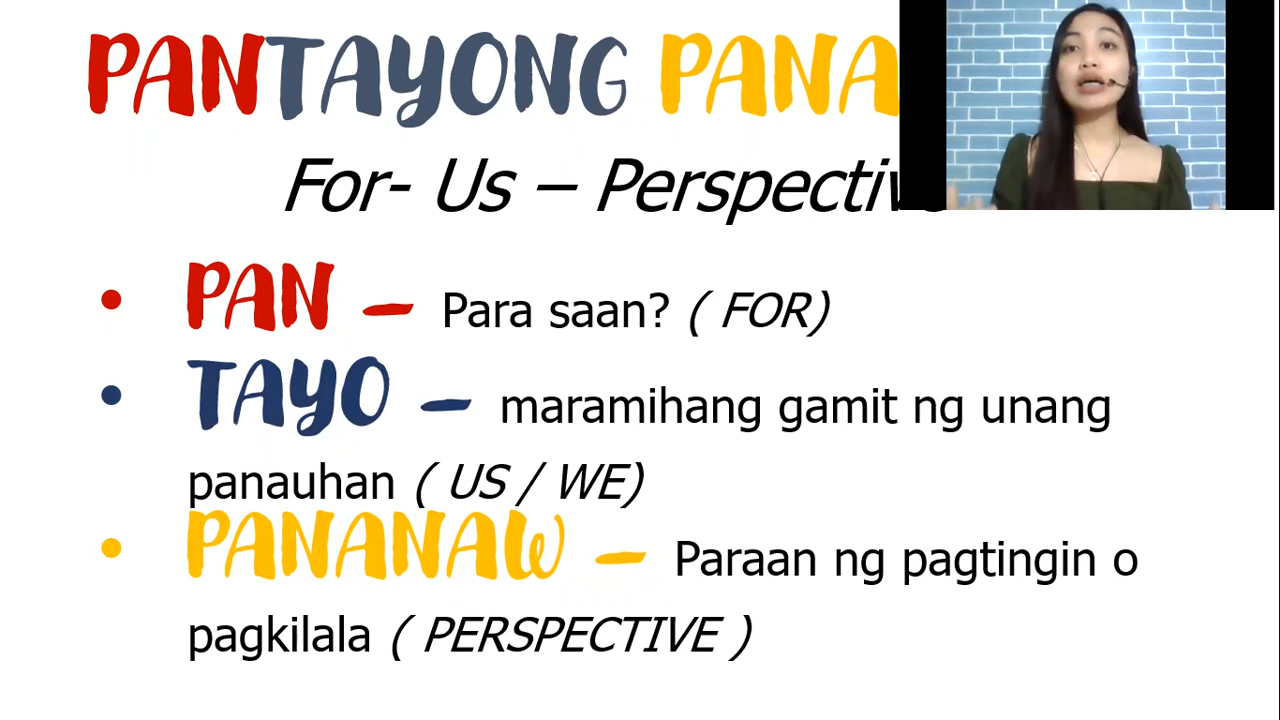 PANTAYONG PANA
For- Us – Perspective
• PAN – Para saan? ( FOR)
• TAYO – maramihang gamit ng unang
panauhan ( US / WE)
• PANANAW – Paraan ng pagtingin o
pagkilala ( PERSPECTIVE )